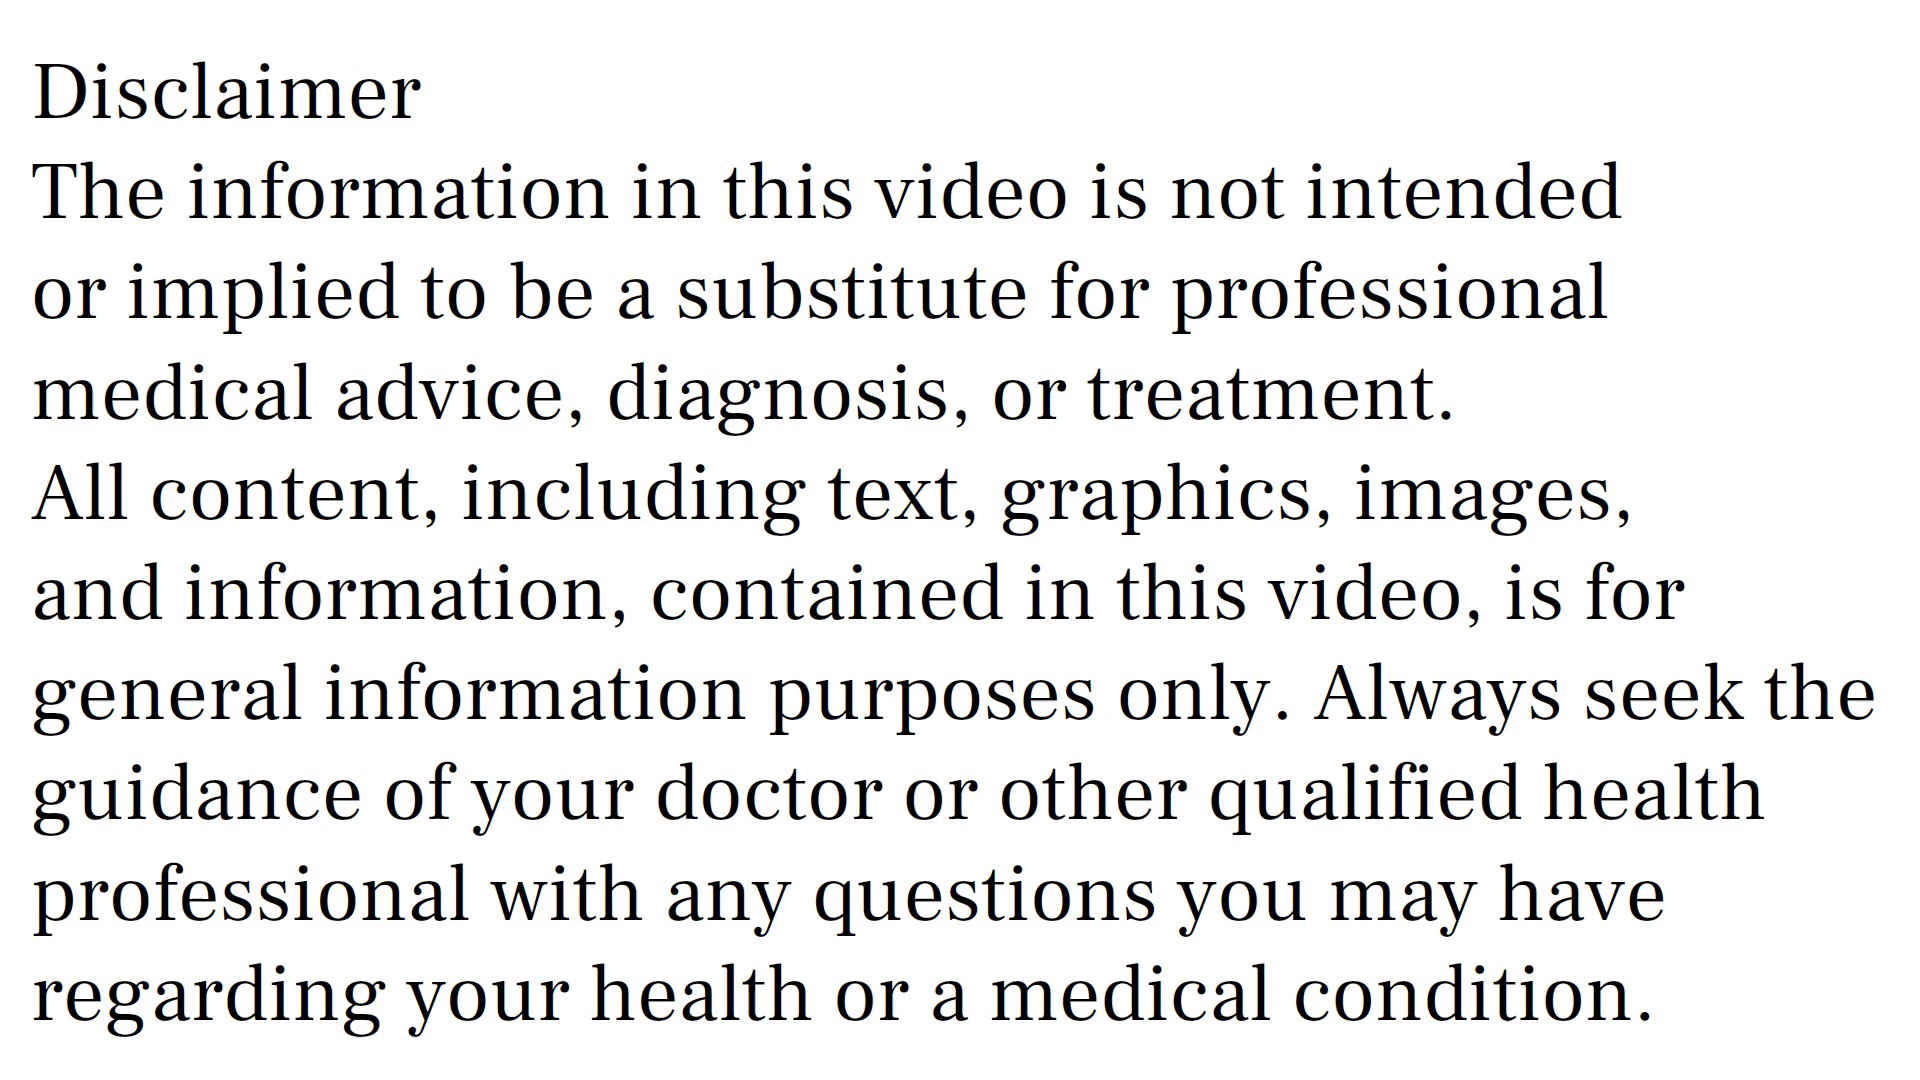 Disclaimer
The information in this video is not intended
or implied to be a substitute for professional
medical advice, diagnosis, or treatment.
All content, including text, graphics, images,
and information, contained in this video, is for
general information purposes only. Always seek the
guidance of your doctor or other qualified health
professional with any questions you may have
regarding your health or a medical condition.